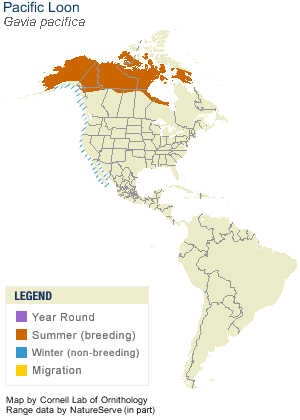 Pacific Loon
Gavia pacifica
LEGEND
Year Round
Summer (breeding)
Winter (non-breeding)
Migration
Map by Cornell Lab of Ornithology
Range data by NatureServe (in part)